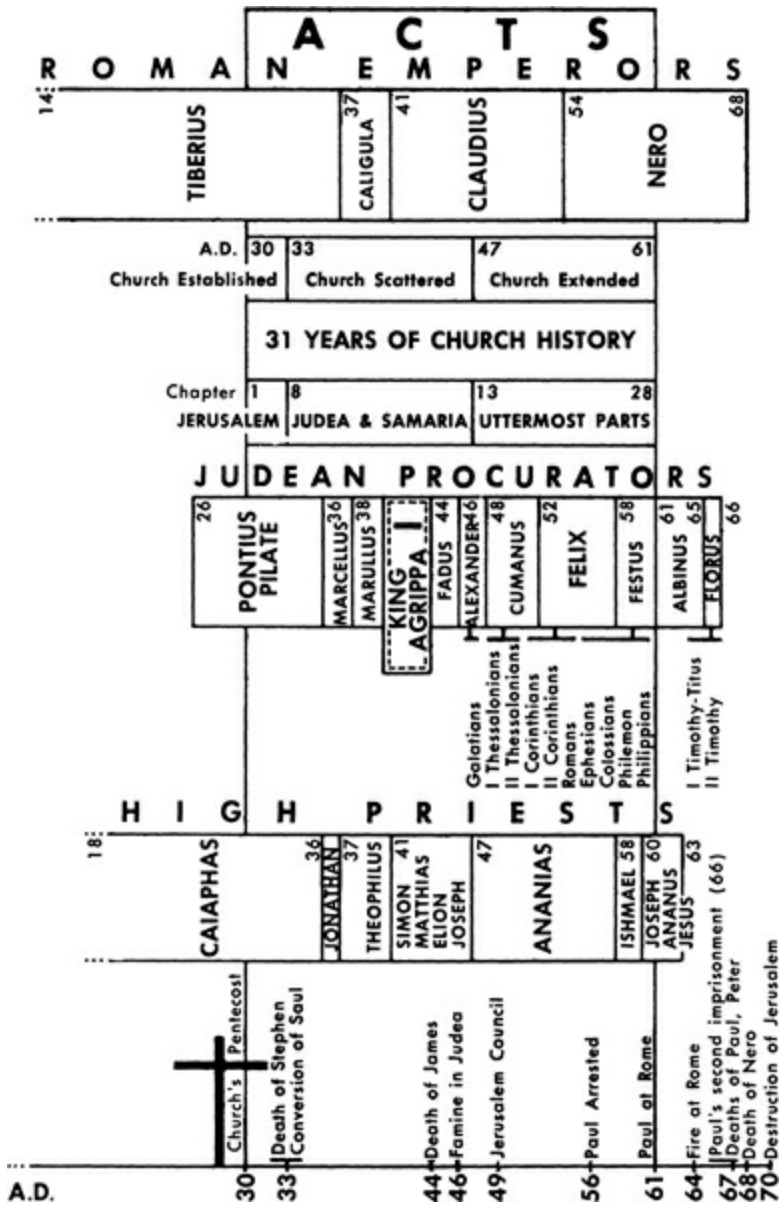 ACTS
ROMAN EMPERORS
14
TIBERIUS
37
CALIGULA
41
CLAUDIUS
54
NERO
68
A.D. 30 33 47 61
Church Established Church Scattered Church Extended
31 YEARS OF CHURCH HISTORY
Chapter 1 8 13 28
JERUSALEM JUDEA & SAMARIA UTTERMOST PARTS
JUDEAN PROCURATORS
26
PONTIUS
PILATE
36
MARCELLUS
38
MARULLUS
KING
AGRIPPA I
44
FADUS
46
ALEXANDER
48
CUMANUS
52
FELIX
58
FESTUS
61
ALBINUS
65
FLORUS
66
Galatians
I Thessalonians
II Thessalonians
I Corinthians
II Corinthians
Romans
Ephesians
Colossians
Philemon
Philippians
I Timothy-Titus
II Timothy
HIGH PRIESTS
18
CAIAPHAS
36
JONATHAN
37
THEOPHILUS
41
SIMON
MATTHIAS
ELION
JOSEPH
47
ANANIAS
58
ISHMAEL
60
JOSEPH
ANANUS
JESUS
63
Church's Pentecost
Death of Stephen
Conversion of Saul
Death of James
Famine in Judea
Jerusalem Council
Paul Arrested
Paul at Rome
Fire at Rome
Paul's second imprisonment (66)
Deaths of Paul, Peter
Death of Nero
Destruction of Jerusalem
A.D. 30 33 44 46 49 56 61 64 67 68 70